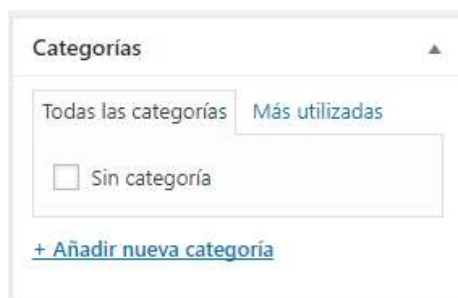 Categorías
Todas las categorías Más utilizadas
Sin categoría
+ Añadir nueva categoría